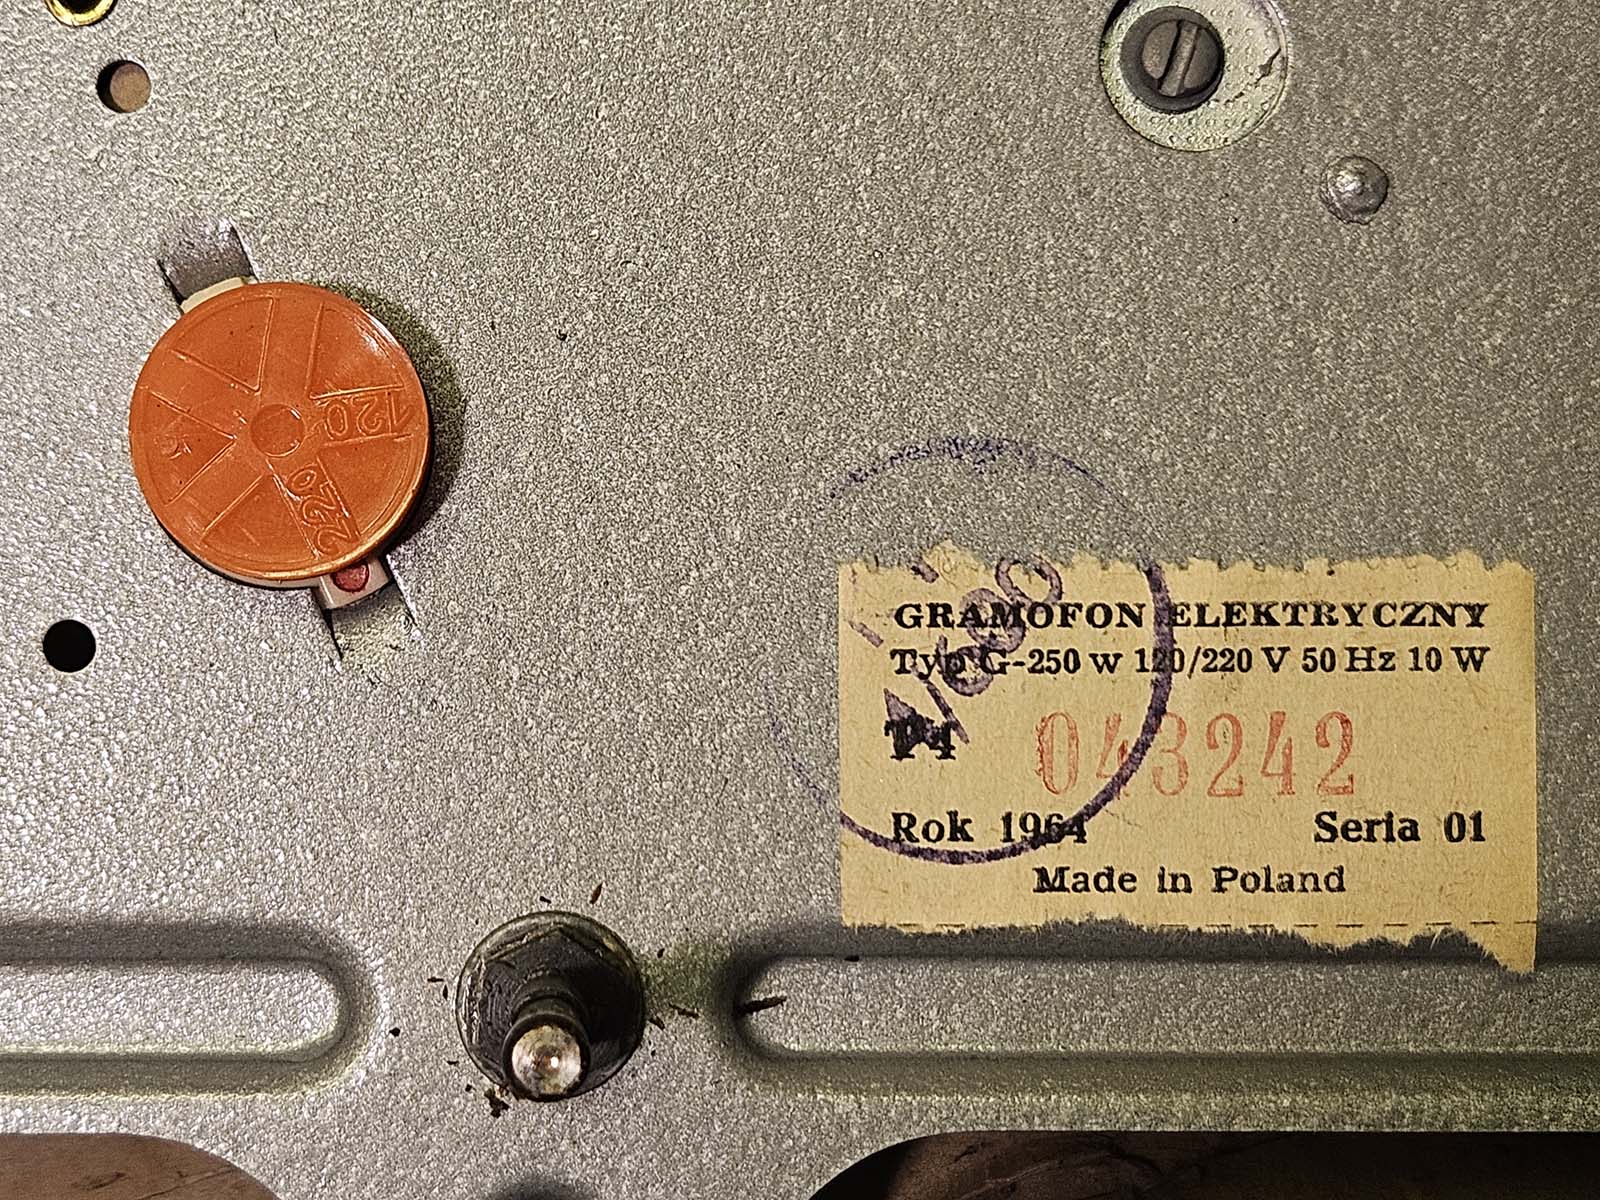 120
220
GRAMOFON ELEKTRYCZNY
Typ G-250 w 120/220 V 50 Hz 10 W
043242
Rok 1964 Seria 01
Made in Poland